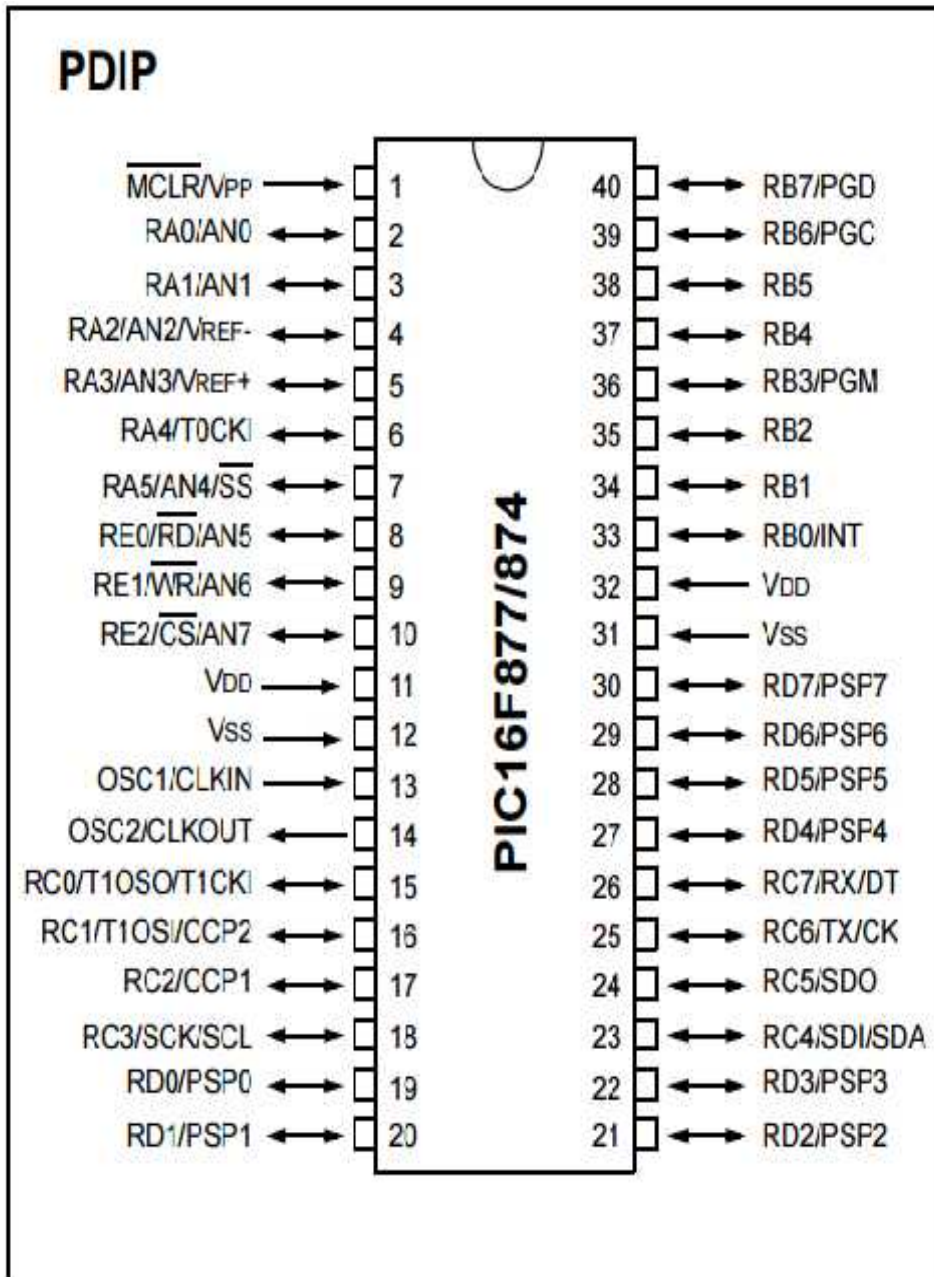 PDIP
MCLR/VPP 1 40 RB7/PGD
RA0/AN0 2 39 RB6/PGC
RA1/AN1 3 38 RB5
RA2/AN2/VREF- 4 37 RB4
RA3/AN3/VREF+ 5 36 RB3/PGM
RA4/T0CKI 6 35 RB2
RA5/AN4/SS 7 34 RB1
RE0/RD/AN5 8 33 RB0/INT
RE1/WR/AN6 9 32 VDD
RE2/CS/AN7 10 31 VSS
VDD 11 30 RD7/PSP7
VSS 12 29 RD6/PSP6
OSC1/CLKIN 13 28 RD5/PSP5
OSC2/CLKOUT 14 27 RD4/PSP4
RC0/T1OSO/T1CKI 15 26 RC7/RX/DT
RC1/T1OSI/CCP2 16 25 RC6/TX/CK
RC2/CCP1 17 24 RC5/SDO
RC3/SCK/SCL 18 23 RC4/SDI/SDA
RD0/PSP0 19 22 RD3/PSP3
RD1/PSP1 20 21 RD2/PSP2
PIC16F877/874